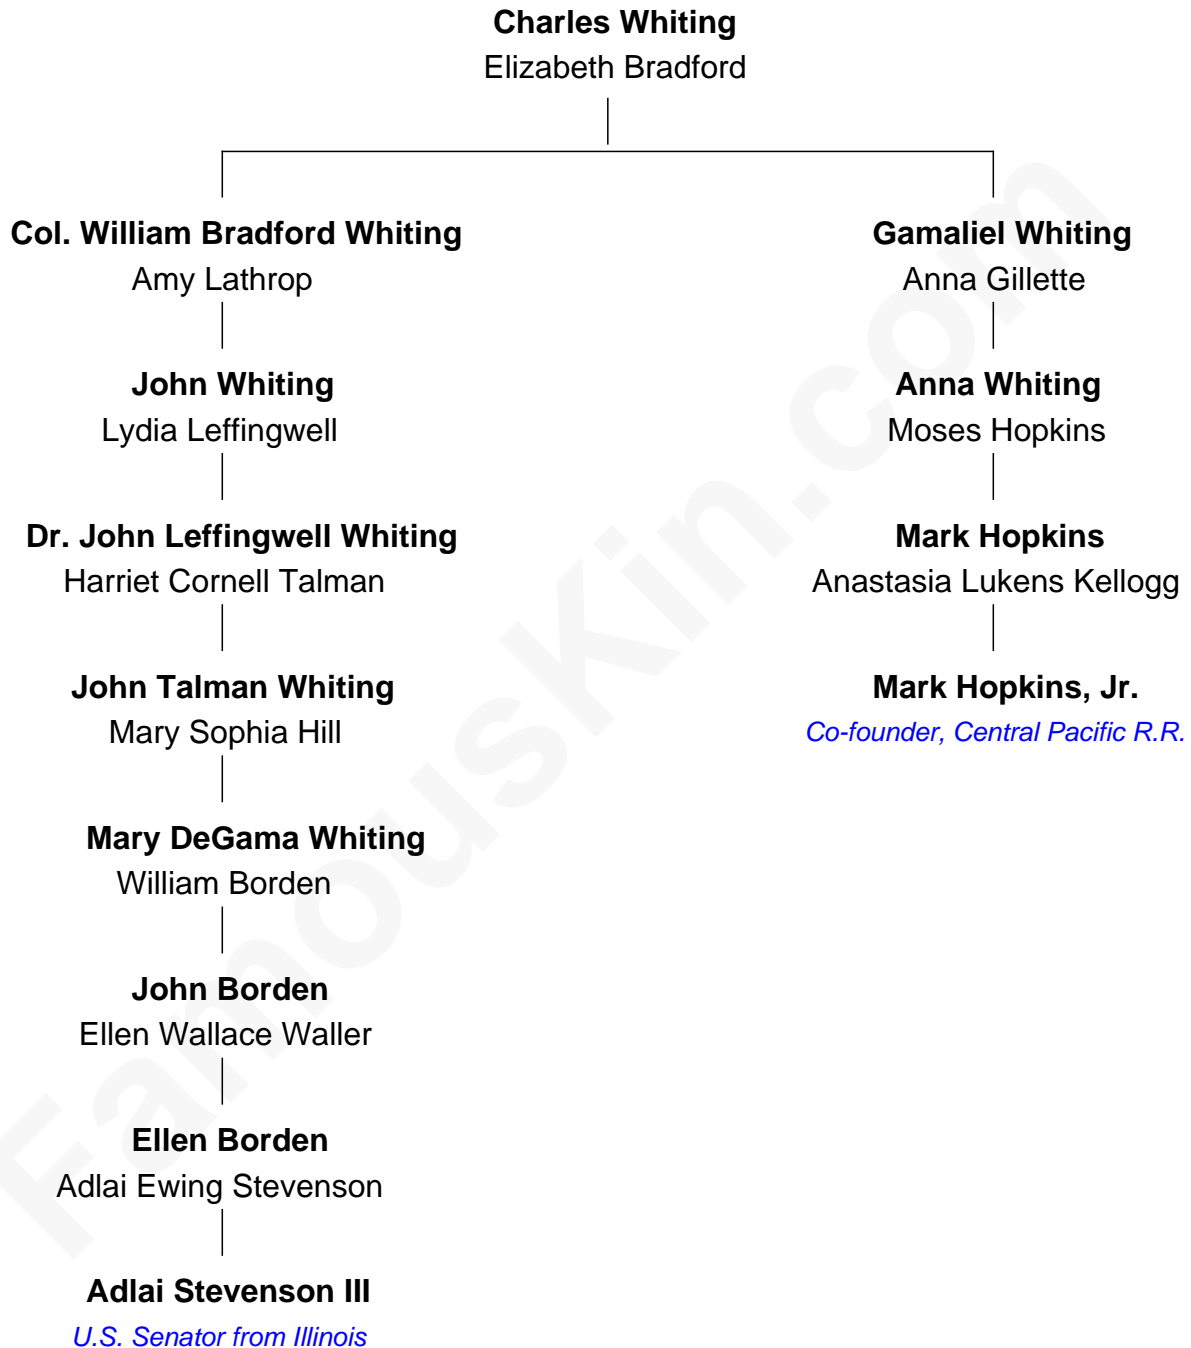 Charles Whiting
Elizabeth Bradford
Col. William Bradford Whiting
Amy Lathrop
Gamaliel Whiting
Anna Gillette
John Whiting
Lydia Leffingwell
Anna Whiting
Moses Hopkins
Dr. John Leffingwell Whiting
Harriet Cornell Talman
Mark Hopkins
Anastasia Lukens Kellogg
John Talman Whiting
Mary Sophia Hill
Mark Hopkins, Jr.
Co-founder, Central Pacific R.R.
Mary DeGama Whiting
William Borden
John Borden
Ellen Wallace Waller
Ellen Borden
Adlai Ewing Stevenson
Adlai Stevenson III
U.S. Senator from Illinois
FamousKin.com